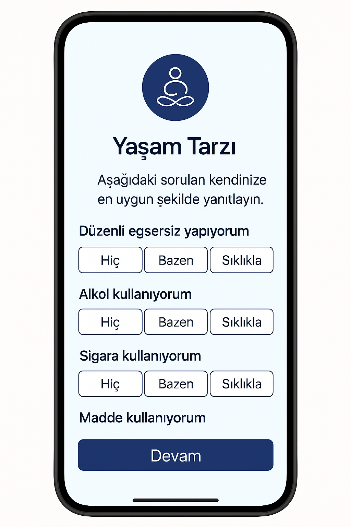 Yaşam Tarzı
Aşağıdaki sorulan kendinize
en uygun şekilde yanıtlayın.
Düzenli egsersiz yapıyorum
Hiç Bazen Sıklıkla
Alkol kullanıyorum
Hiç Bazen Sıklıkla
Sigara kullanıyorum
Hiç Bazen Sıklıkla
Madde kullanıyorum
Devam